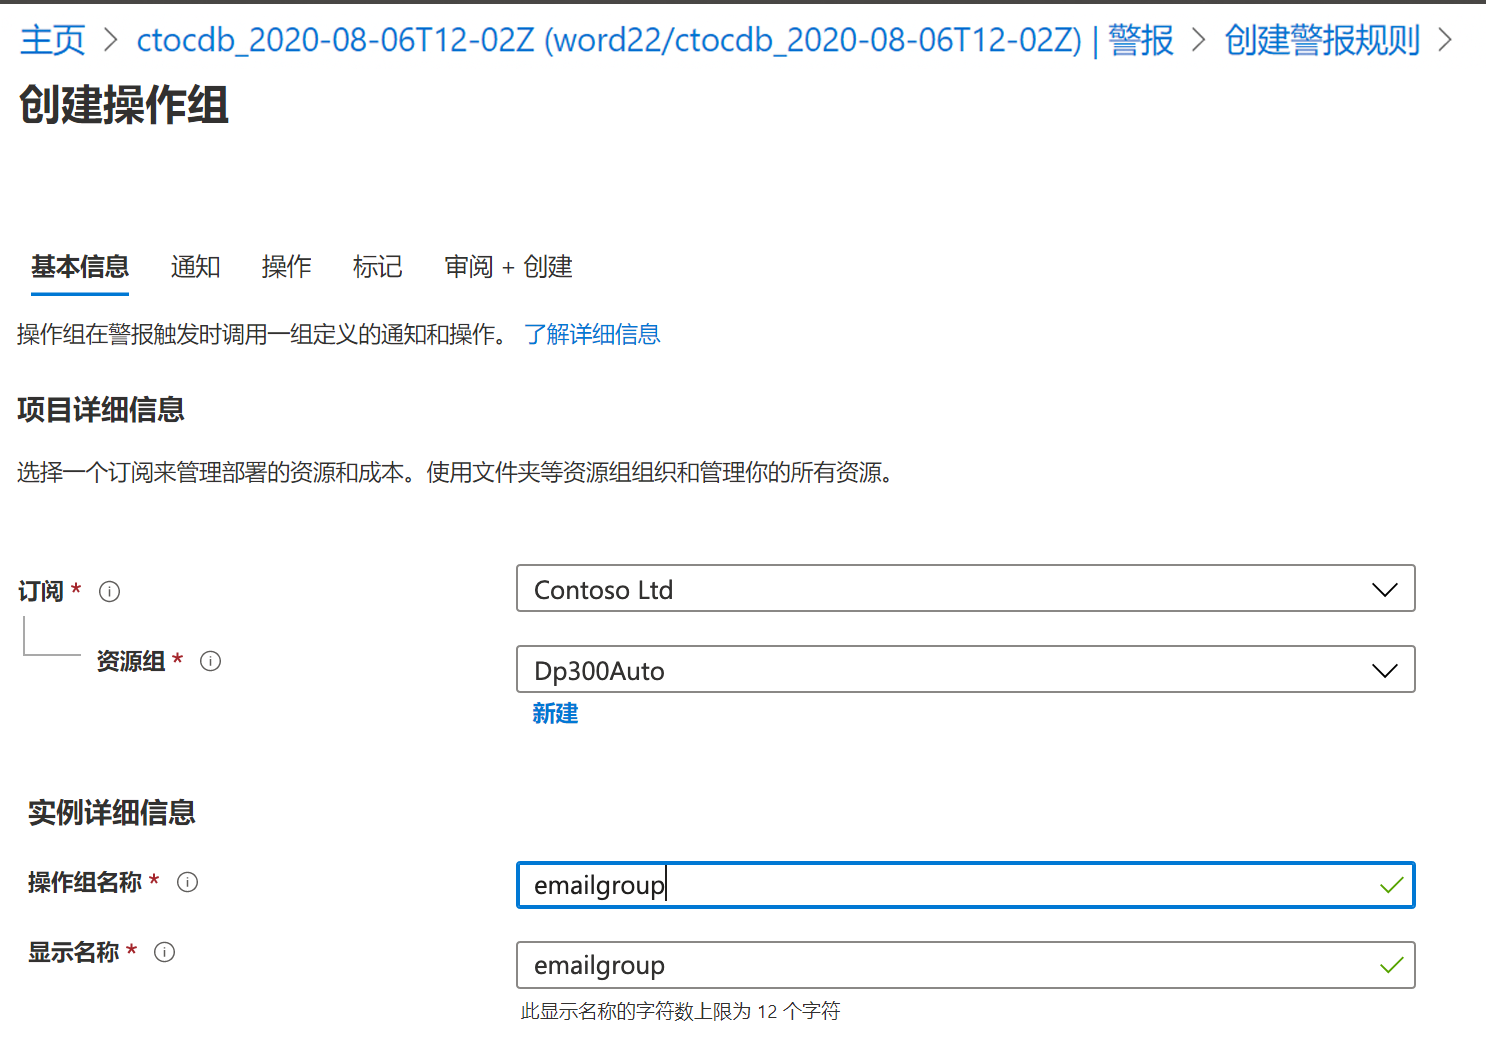 主页 > ctocdb_2020-08-06T12-02Z (word22/ctocdb_2020-08-06T12-02Z) | 警报 > 创建警报规则 >
创建操作组
基本信息 通知 操作 标记 审阅 + 创建
操作组在警报触发时调用一组定义的通知和操作。 了解详细信息
项目详细信息
选择一个订阅来管理部署的资源和成本。使用文件夹等资源组组织和管理你的所有资源。
订阅 * Contoso Ltd
资源组 * Dp300Auto
新建
实例详细信息
操作组名称 * emailgroup
显示名称 * emailgroup
此显示名称的字符数上限为 12 个字符